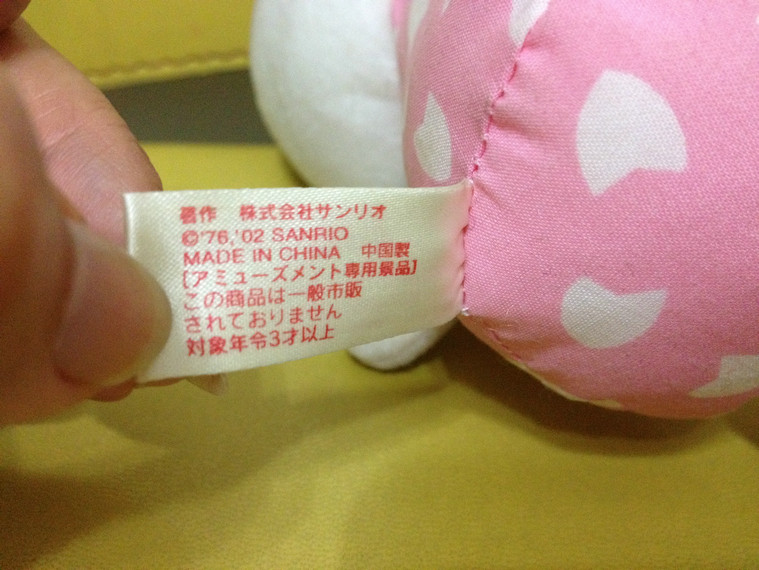 著作　株式会社サンリオ
©'76,'02 SANRIO
MADE IN CHINA　中国製
[アミューズメント専用景品]
この商品は一般市販
されておりません
対象年令3才以上